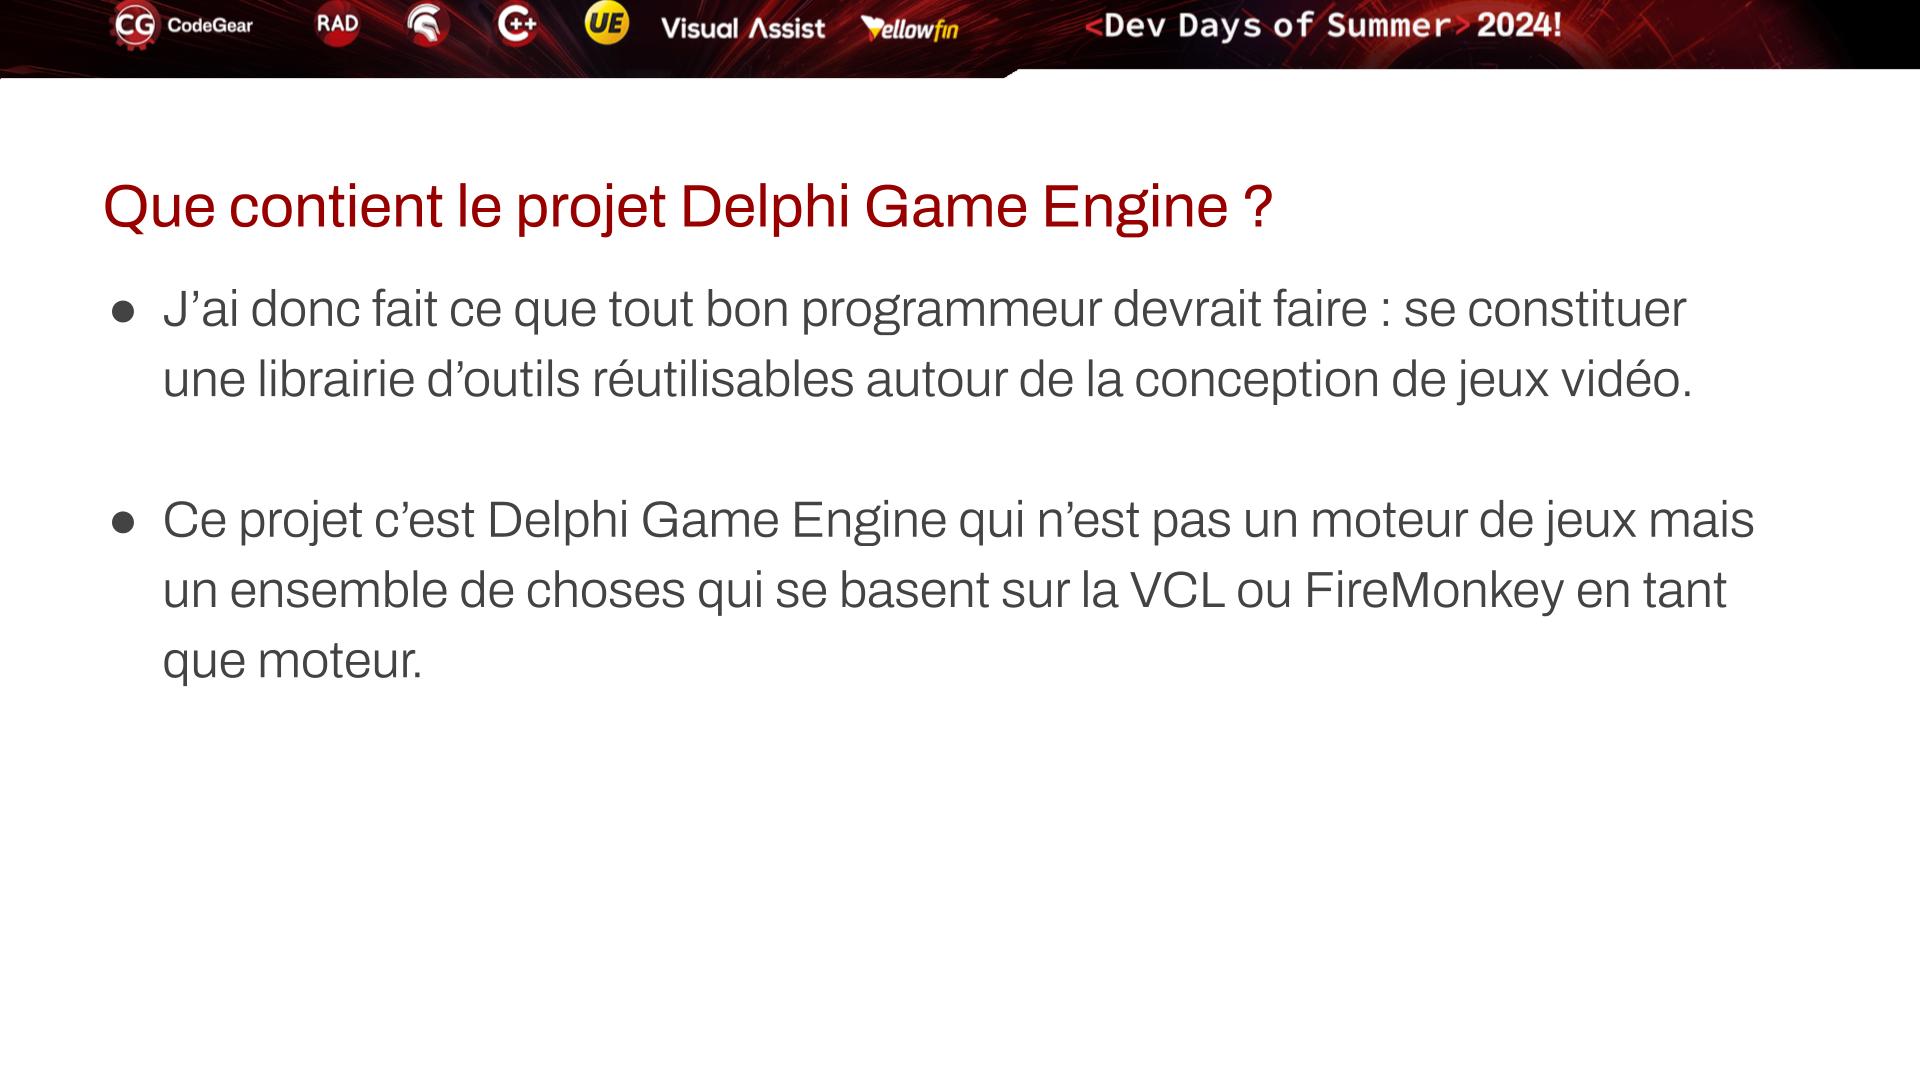 CG CodeGear RAD C++ UE Visual Assist Yellowfin <Dev Days of Summer> 2024!
Que contient le projet Delphi Game Engine ?
● J’ai donc fait ce que tout bon programmeur devrait faire : se constituer
une librairie d’outils réutilisables autour de la conception de jeux vidéo.
● Ce projet c’est Delphi Game Engine qui n’est pas un moteur de jeux mais
un ensemble de choses qui se basent sur la VCL ou FireMonkey en tant
que moteur.